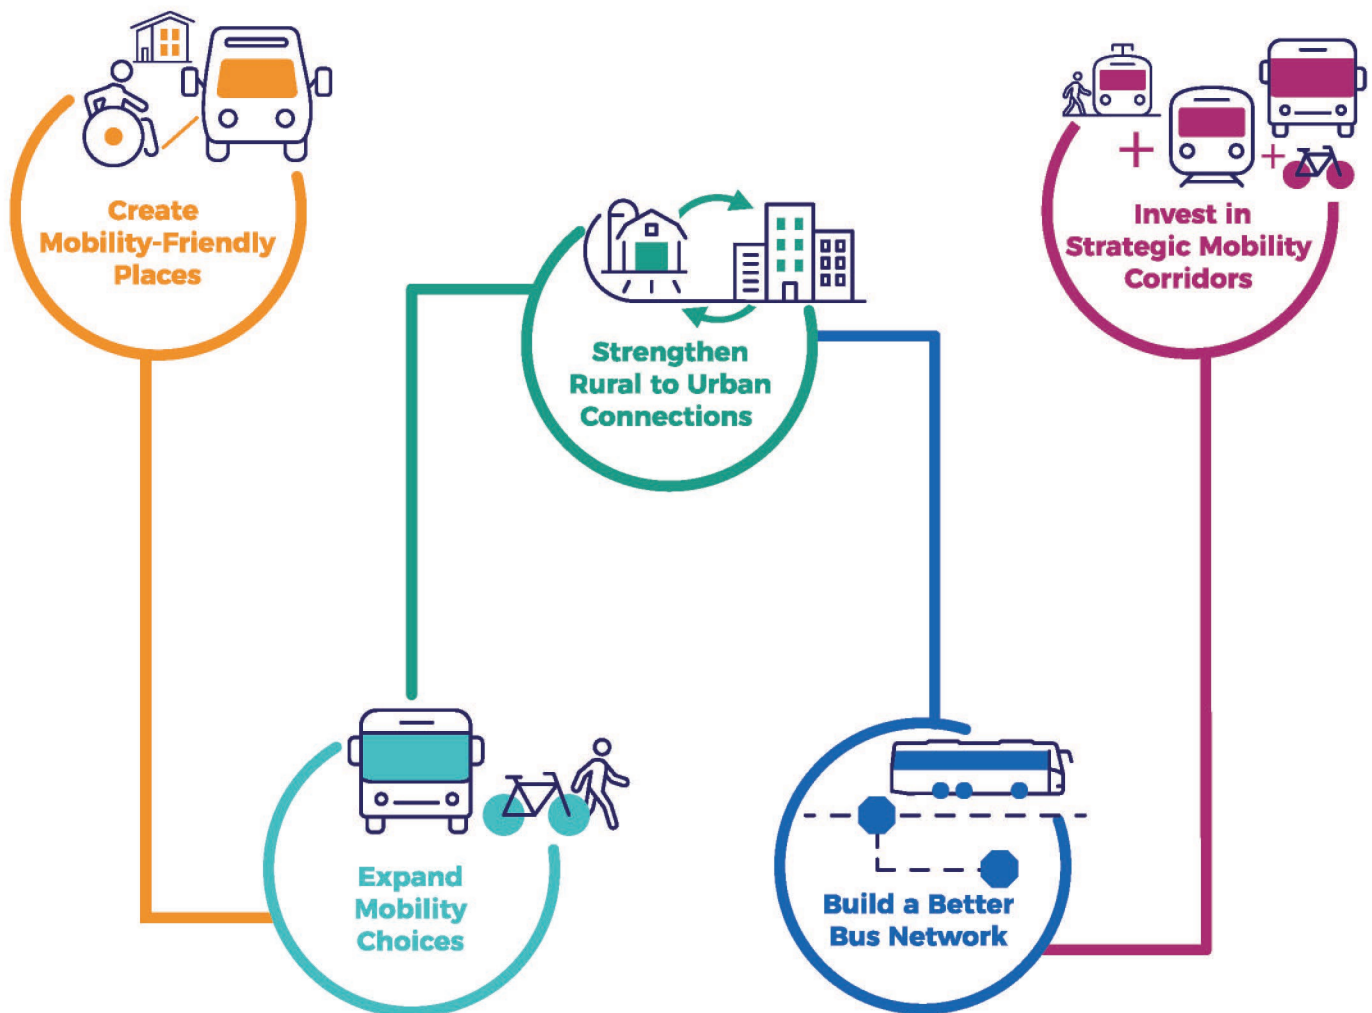 Create
Mobility-Friendly
Places
Expand
Mobility
Choices
Strengthen
Rural to Urban
Connections
Build a Better
Bus Network
Invest in
Strategic Mobility
Corridors